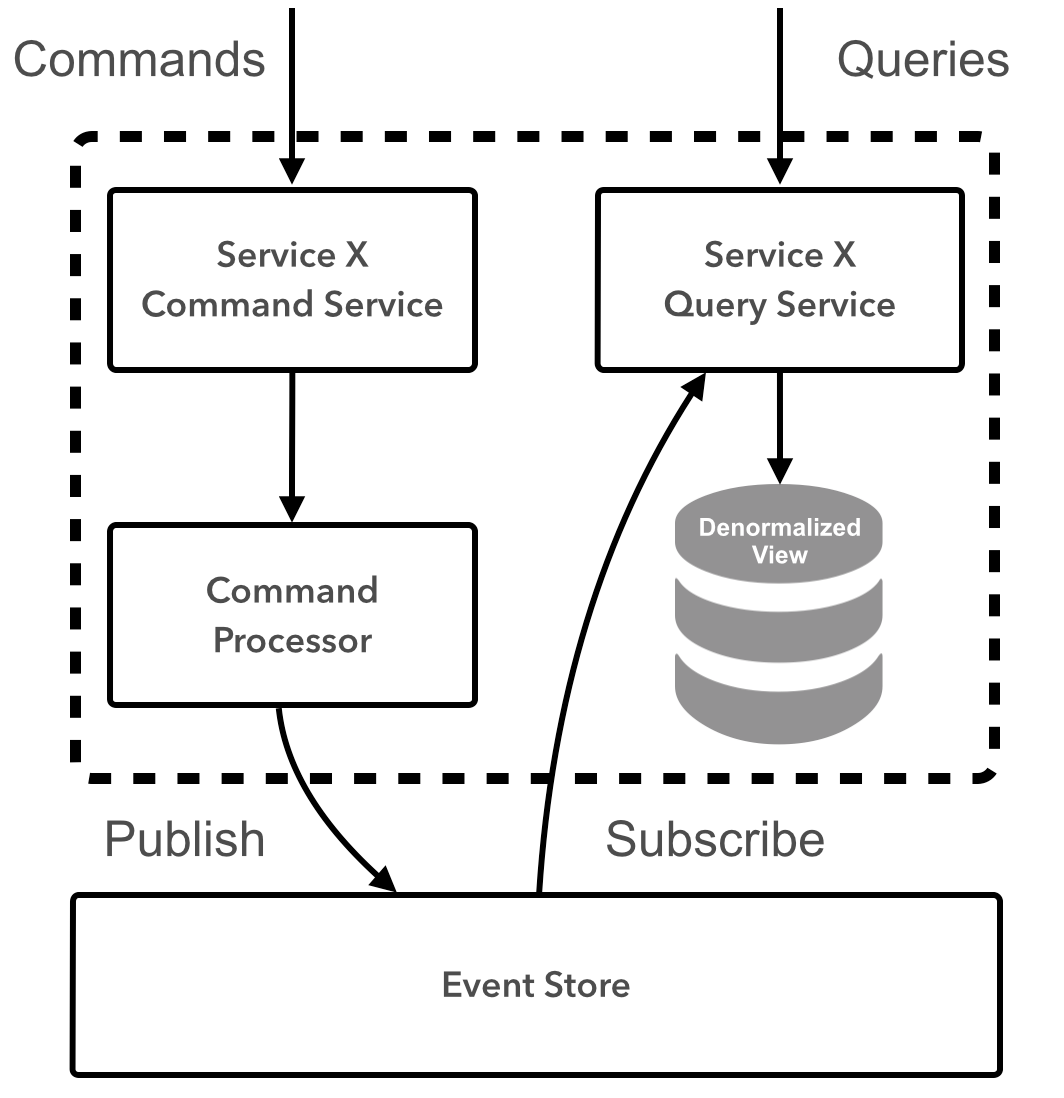 Commands
Queries
Service X
Command Service
Service X
Query Service
Denormalized
View
Command
Processor
Publish
Subscribe
Event Store